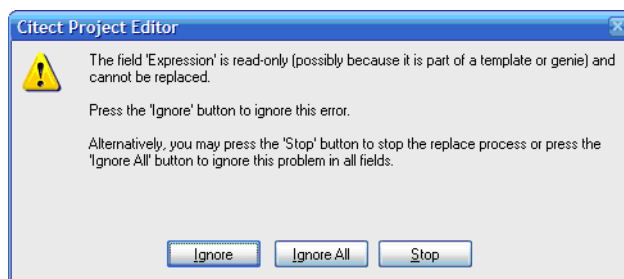 Citect Project Editor
The field 'Expression' is read-only (possibly because it is part of a template or genie) and
cannot be replaced.
Press the 'Ignore' button to ignore this error.
Alternatively, you may press the 'Stop' button to stop the replace process or press the
'Ignore All' button to ignore this problem in all fields.
Ignore Ignore All Stop